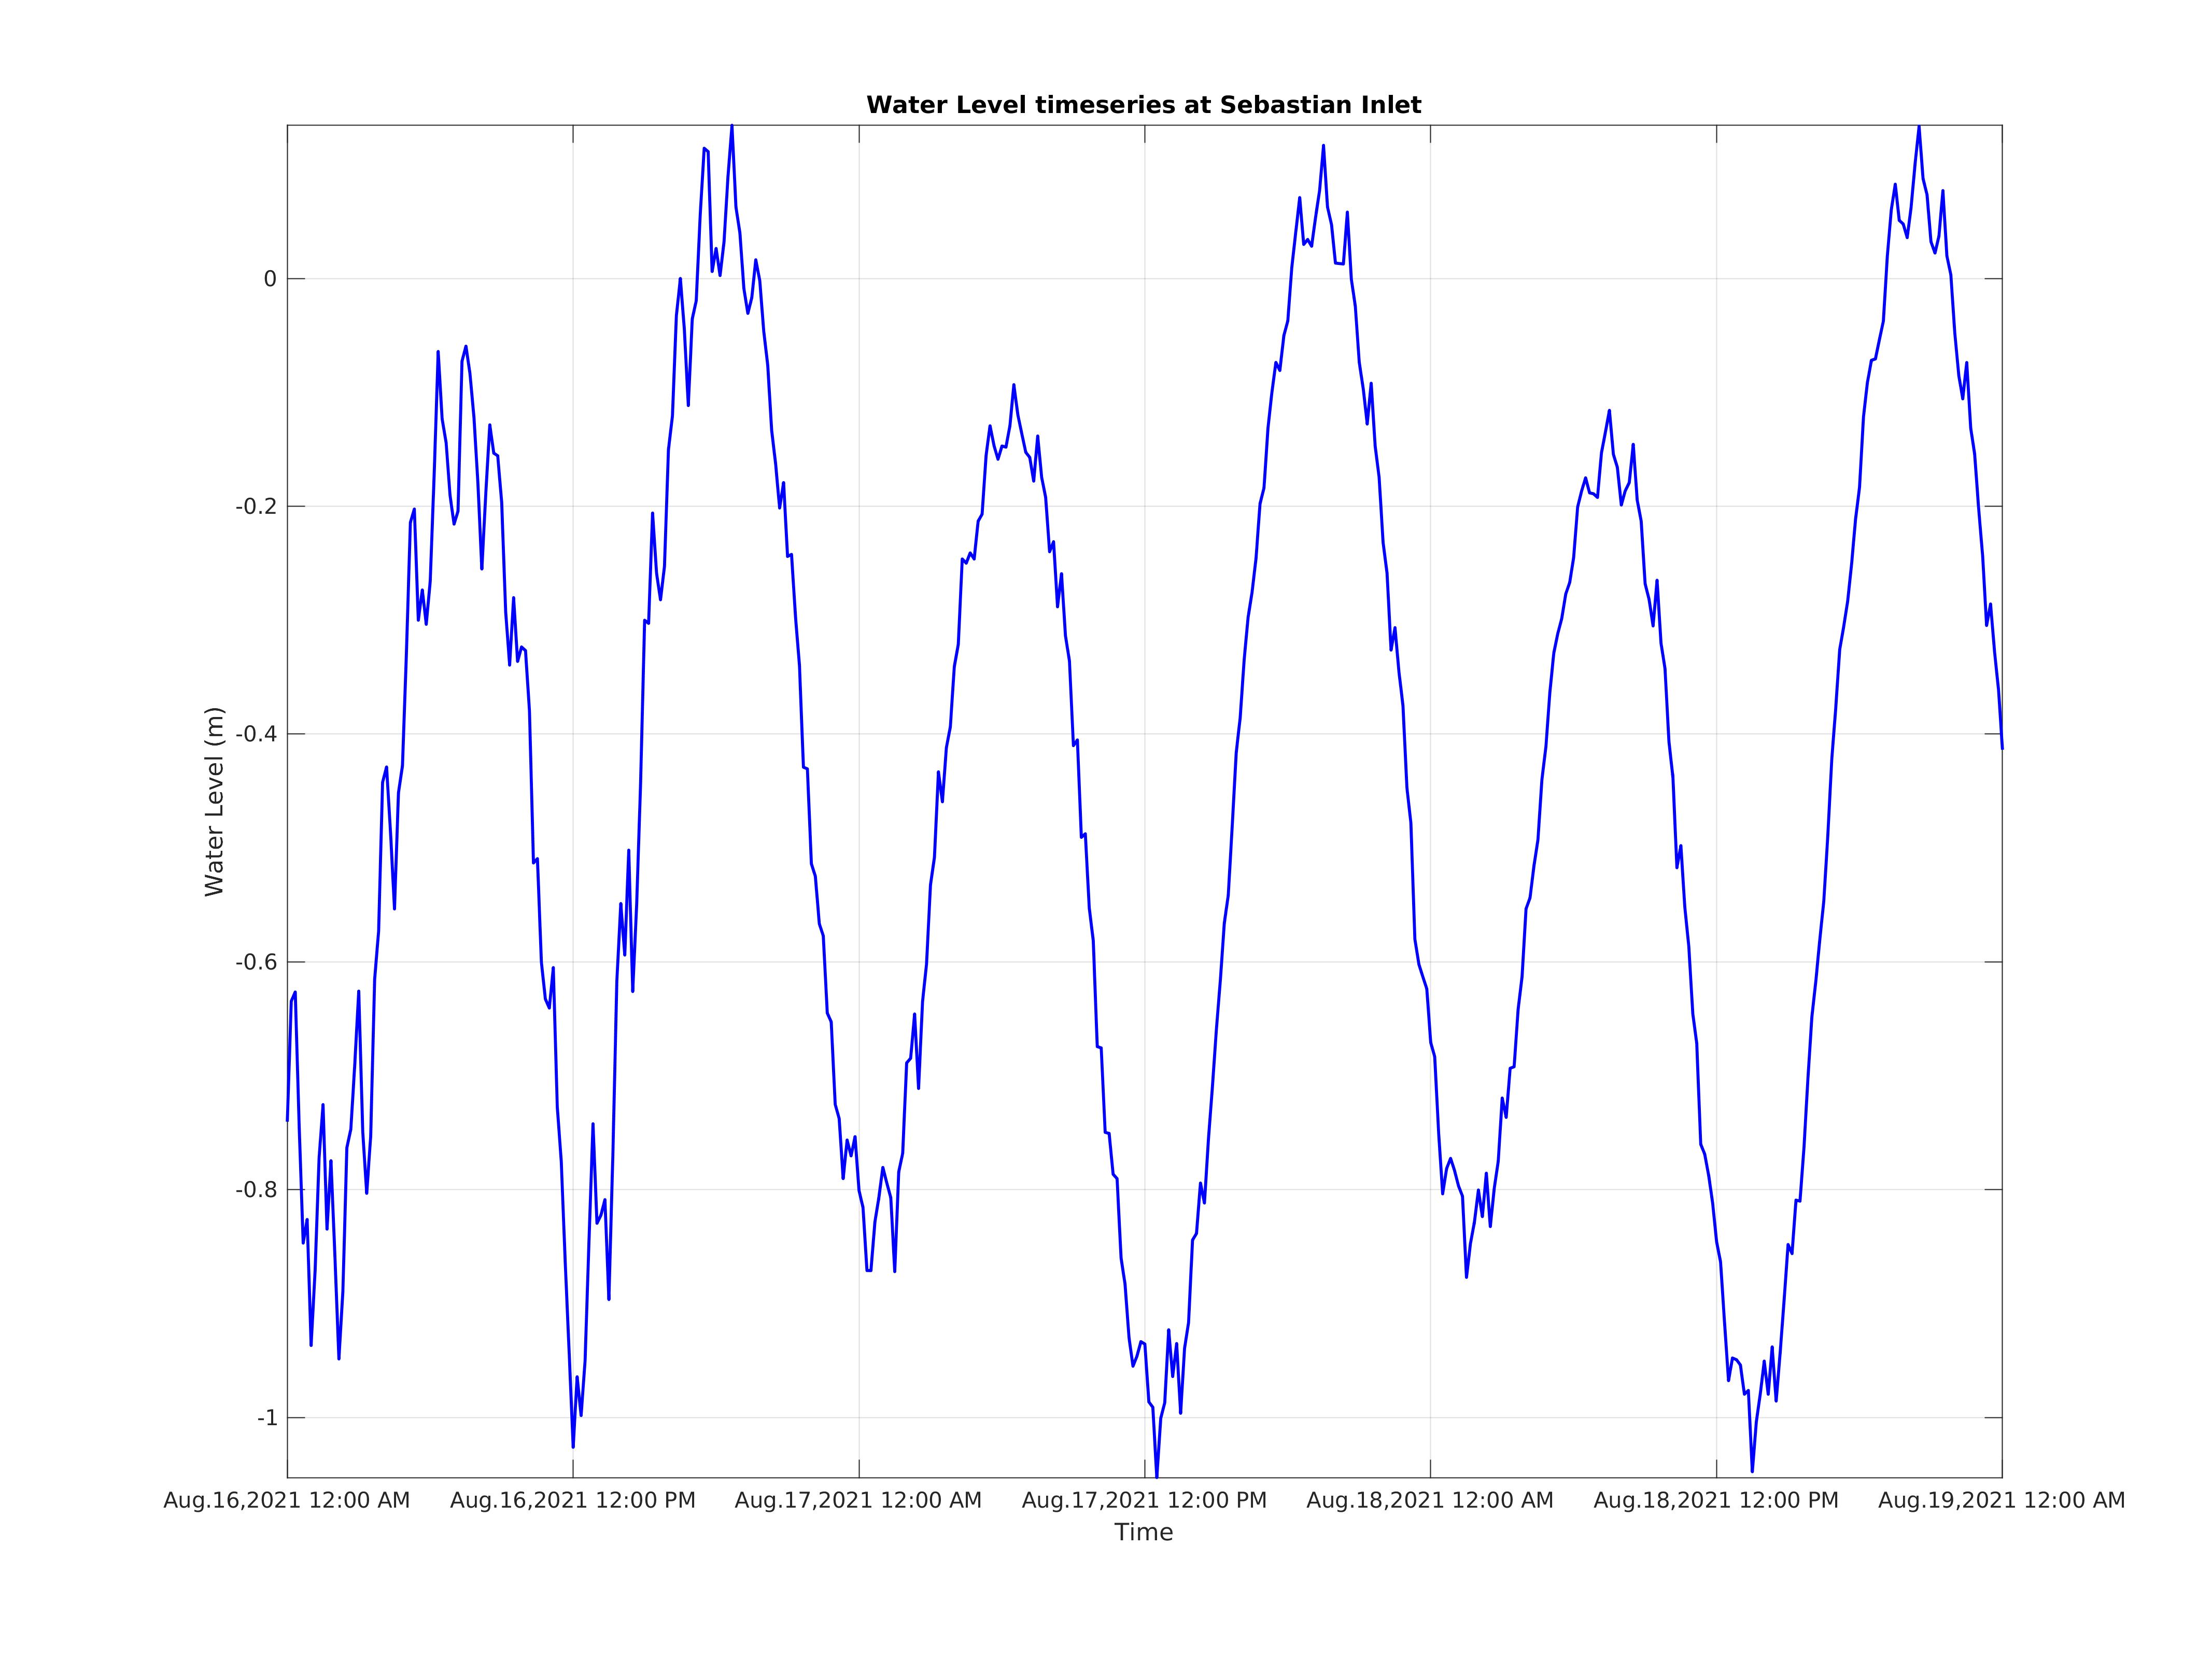 Water Level timeseries at Sebastian Inlet
0
-0.2
-0.4
-0.6
-0.8
-1
Water Level (m)
Aug.16,2021 12:00 AM Aug.16,2021 12:00 PM Aug.17,2021 12:00 AM Aug.17,2021 12:00 PM Aug.18,2021 12:00 AM Aug.18,2021 12:00 PM Aug.19,2021 12:00 AM
Time